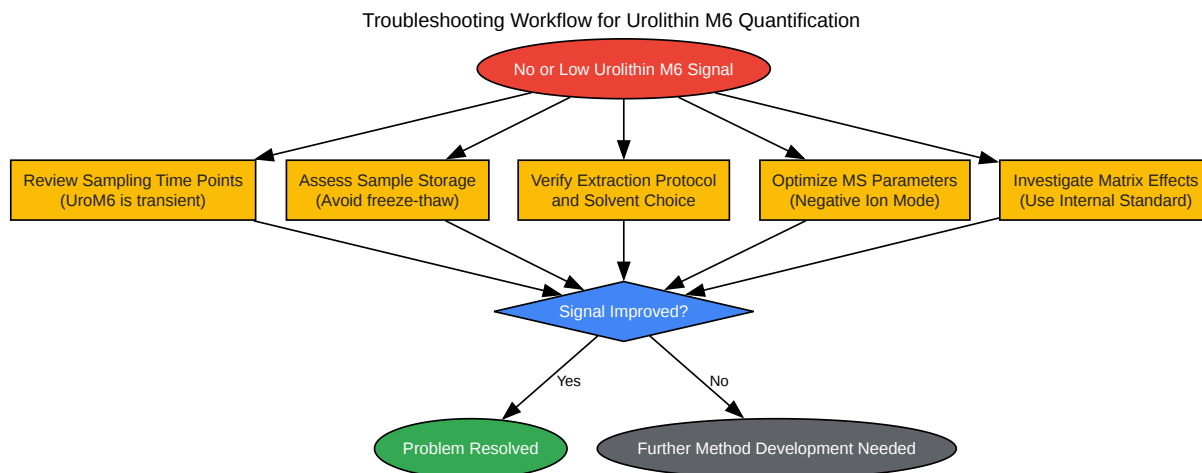 Troubleshooting Workflow for Urolithin M6 Quantification
No or Low Urolithin M6 Signal
Review Sampling Time Points
(UroM6 is transient)
Assess Sample Storage
(Avoid freeze-thaw)
Verify Extraction Protocol
and Solvent Choice
Optimize MS Parameters
(Negative Ion Mode)
Investigate Matrix Effects
(Use Internal Standard)
Signal Improved?
Yes
No
Problem Resolved
Further Method Development Needed